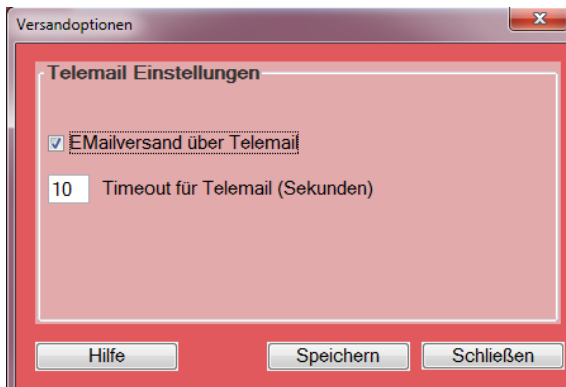 Versandoptionen
Telemail Einstellungen
EMailversand über Telemail
10 Timeout für Telemail (Sekunden)
Hilfe Speichern Schließen